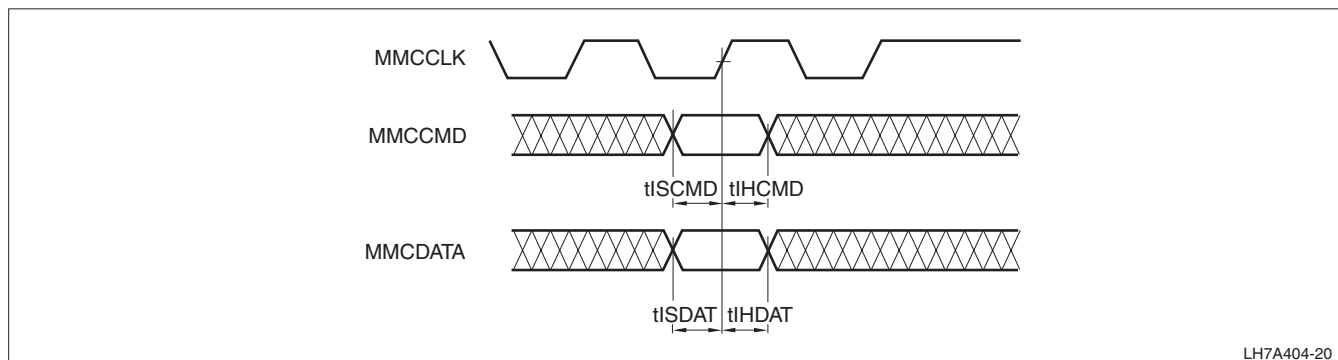 MMCCLK
MMCCMD
tISCMD tIHCMD
MMCDATA
tISDAT tIHDAT
LH7A404-20